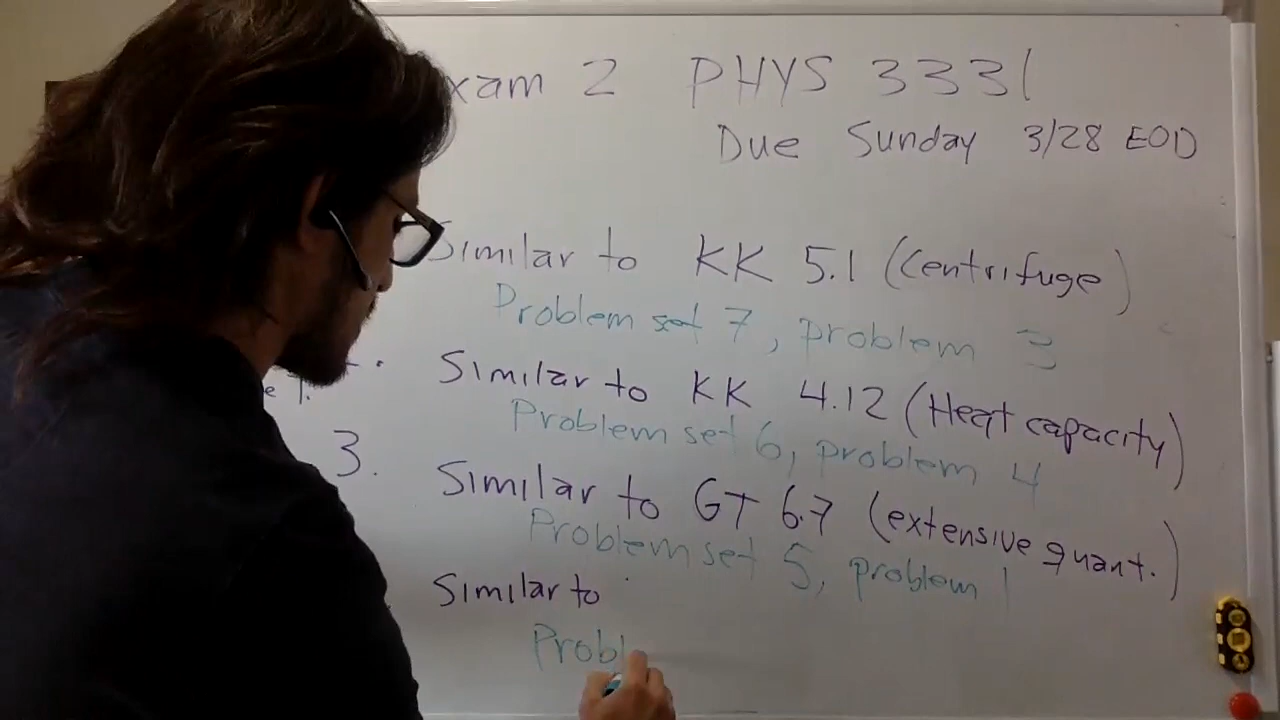 xam 2 PHYS 3331
Due Sunday 3/28 EOD
Similar to KK 5.1 (Centrifuge)
Problem set 7, problem 3
Similar to KK 4.12 (Heat capacity)
Problem set 6, problem 4
3. Similar to GT 6.7 (extensive quant.)
Problem set 5, problem 1
Similar to
Probl